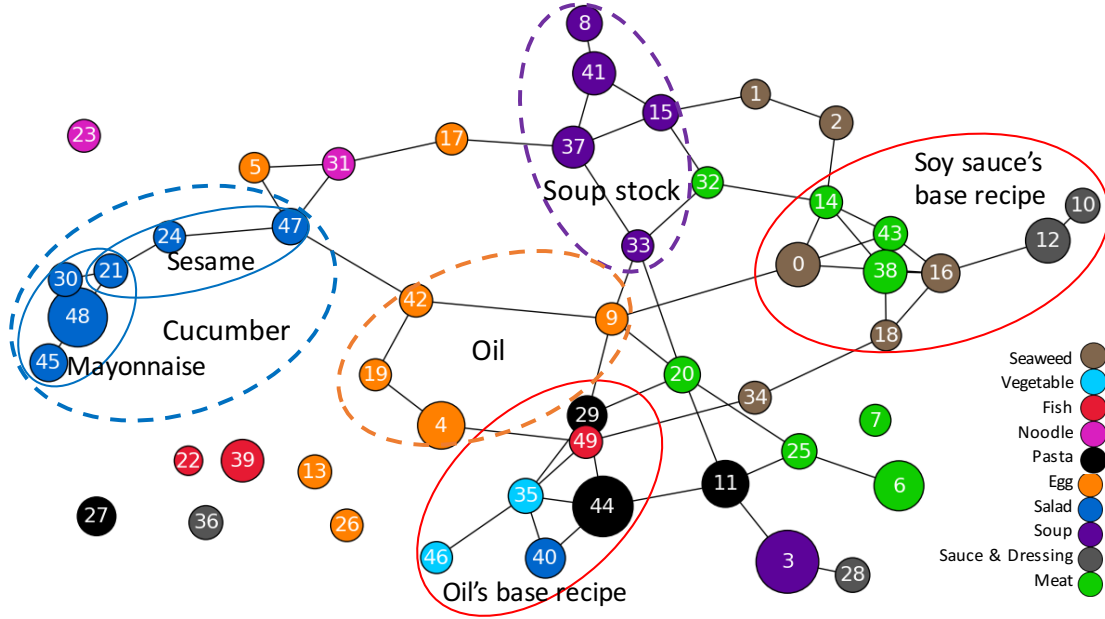 8
41
1
15
2
23
17
37
5
31
Soy sauce's
base recipe
32
Soup stock
14
10
47
24
43
12
33
Sesame
0
38
16
21
30
42
48
9
Cucumber
18
Oil
45
Mayonnaise
19
20
34
29
4
49
7
25
22
39
13
11
6
35
44
27
36
26
46
40
3
28
Oil's base recipe
Seaweed
Vegetable
Fish
Noodle
Pasta
Egg
Salad
Soup
Sauce & Dressing
Meat